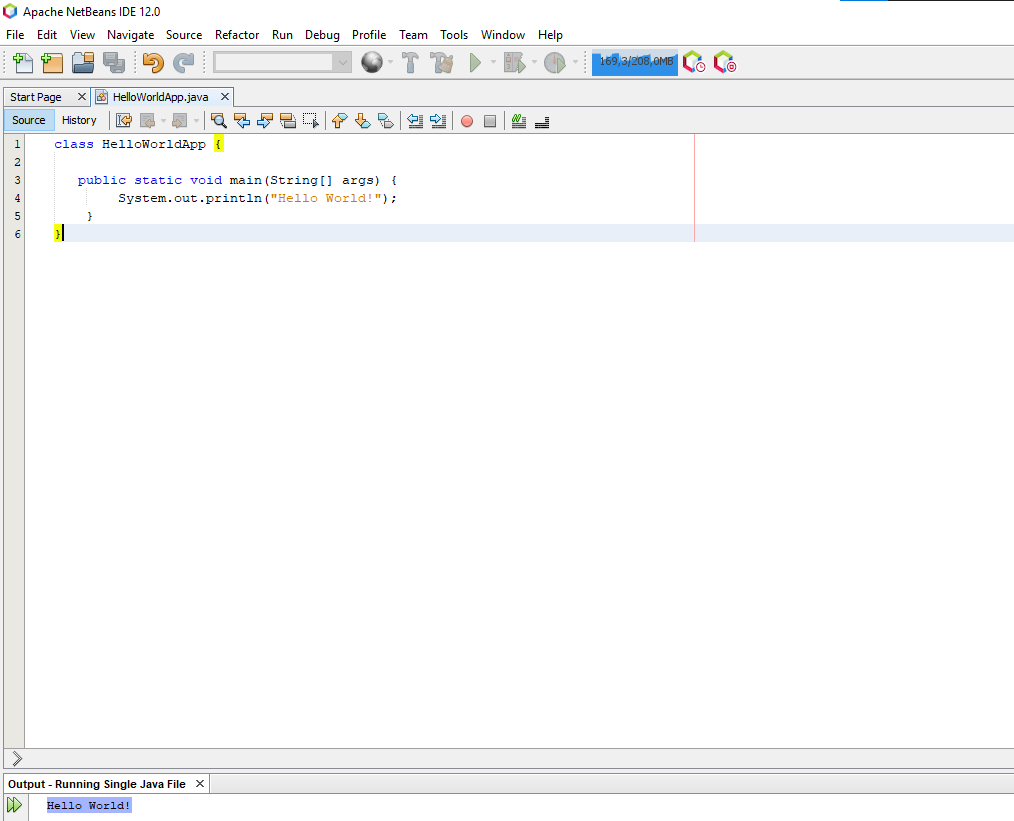 Apache NetBeans IDE 12.0
File Edit View Navigate Source Refactor Run Debug Profile Team Tools Window Help
169,3/208,0MB
Start Page HelloWorldApp.java
Source History
1 class HelloWorldApp {
2
3 public static void main(String[] args) {
4 System.out.println("Hello World!");
5 }
6 }
Output - Running Single Java File
Hello World!